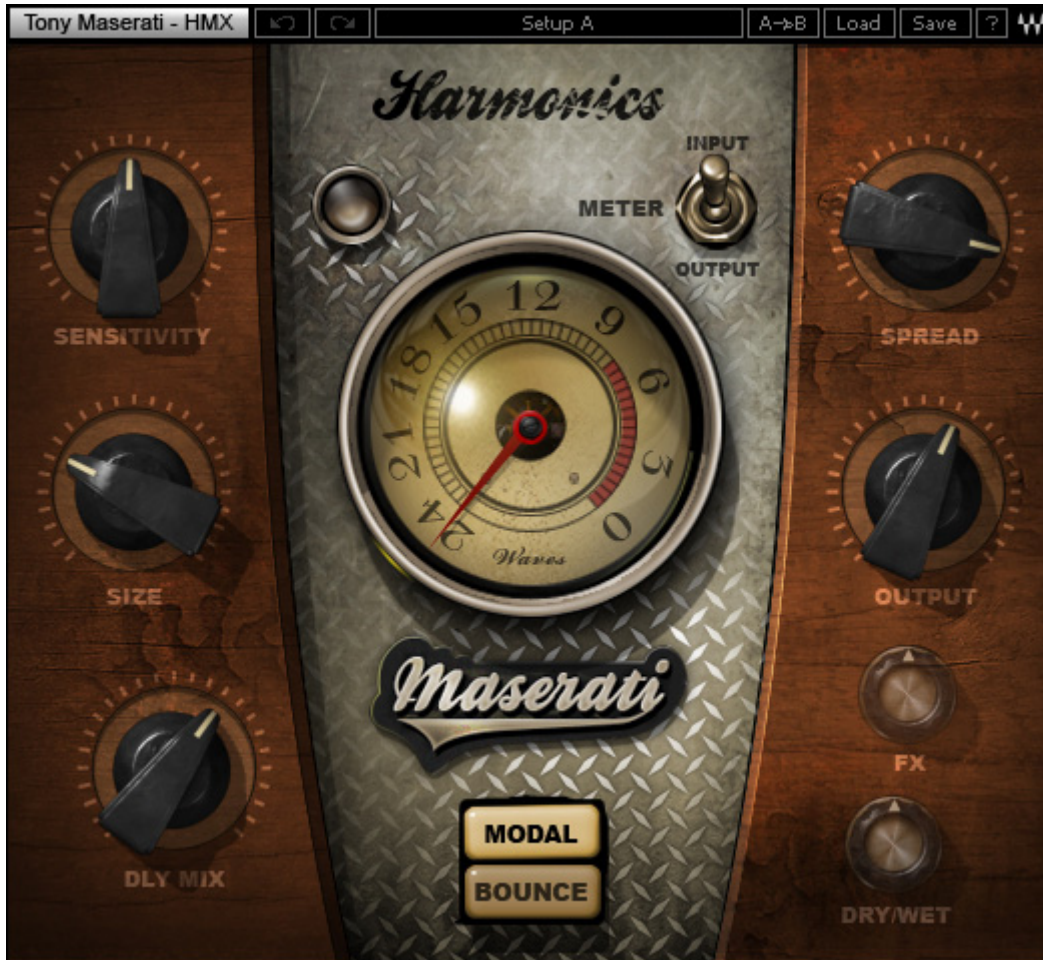 Tony Maserati - HMX
Setup A
A->B
Load
Save
?
Harmonics
INPUT
METER
OUTPUT
SENSITIVITY
SPREAD
12
15
9
18
6
21
3
24
0
Waves
SIZE
OUTPUT
Maserati
FX
MODAL
DLY MIX
BOUNCE
DRY/WET